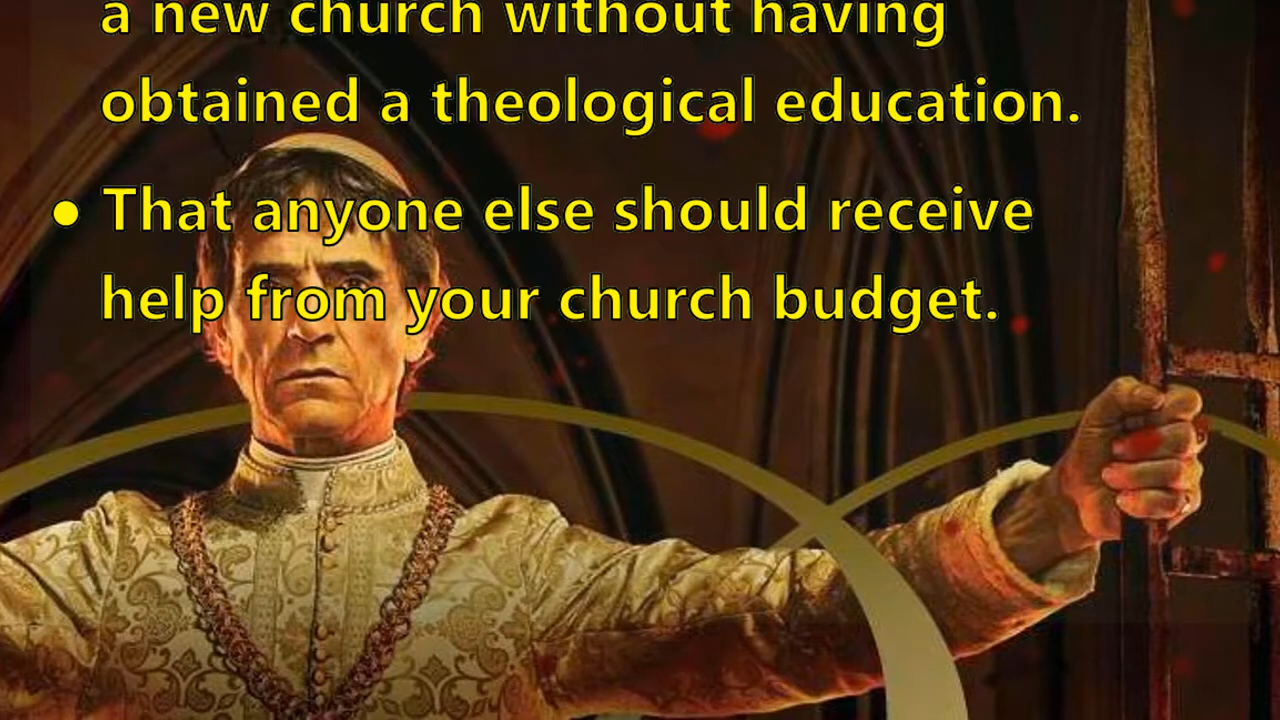 a new church without having
obtained a theological education.
• That anyone else should receive
help from your church budget.